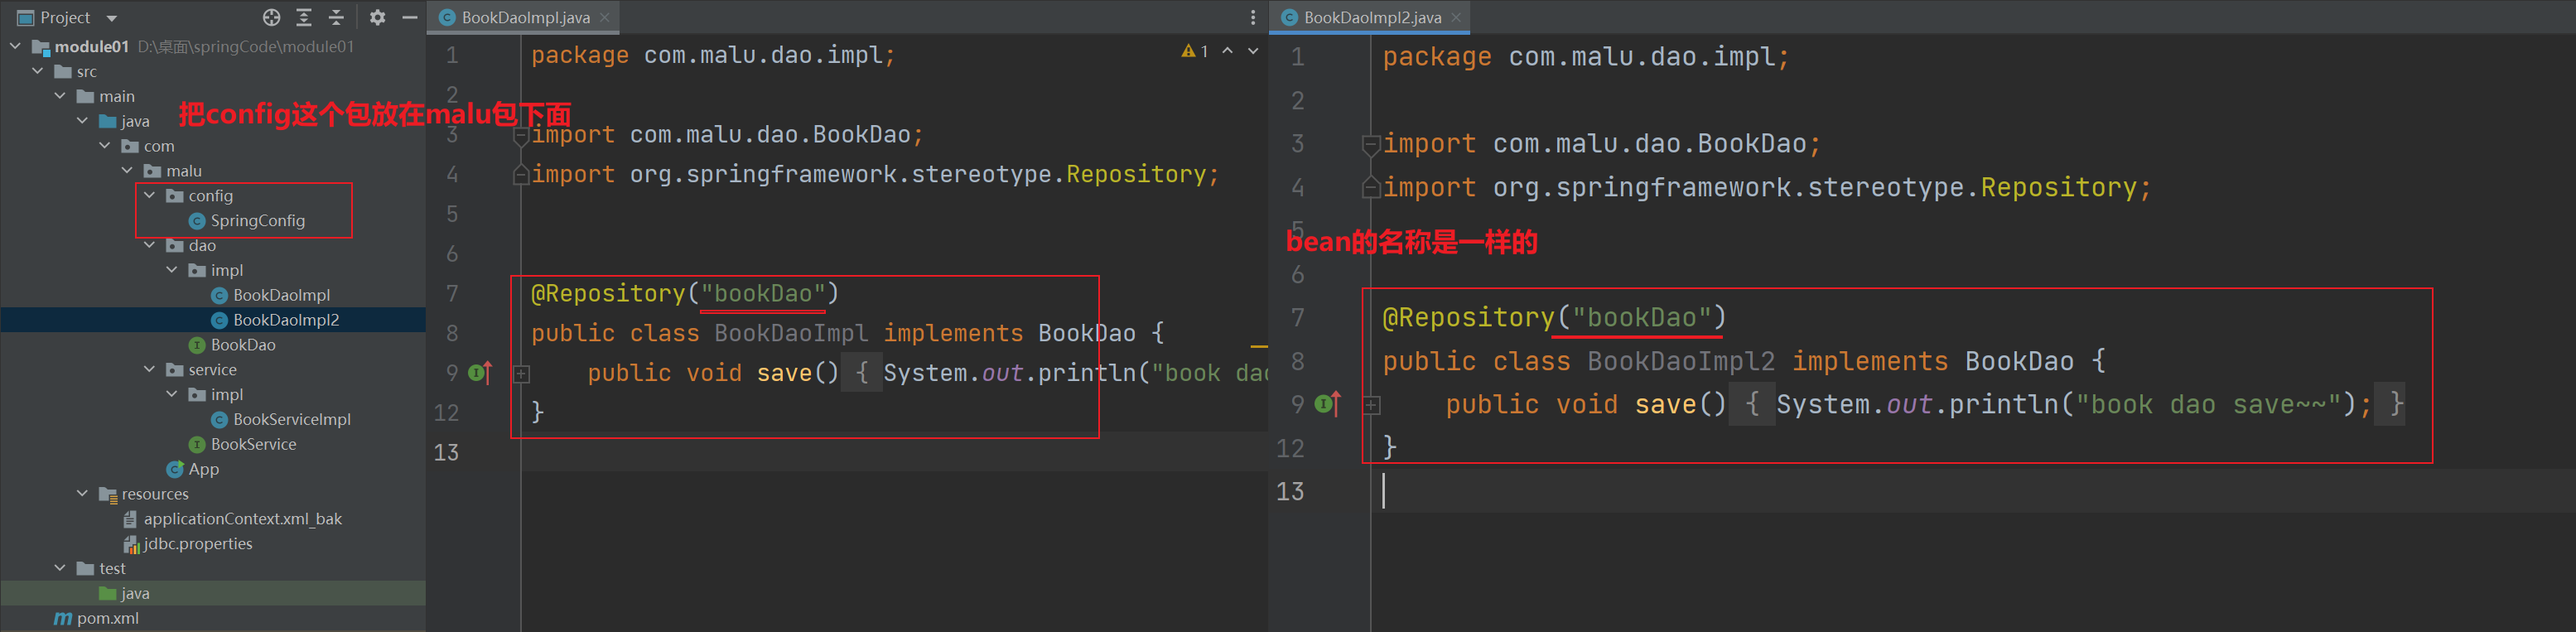 Project
module01 D:\桌面\springCode\module01
src
main
java
com
malu
config
SpringConfig
dao
impl
BookDaoImpl
BookDaoImpl2
BookDao
service
impl
BookServiceImpl
BookService
App
resources
applicationContext.xml_bak
jdbc.properties
test
java
pom.xml
把config这个包放在malu包下面
BookDaoImpl.java
1 package com.malu.dao.impl;
1
2
3 import com.malu.dao.BookDao;
4 import org.springframework.stereotype.Repository;
5
6
7 @Repository("bookDao")
8 public class BookDaoImpl implements BookDao {
9 public void save() { System.out.println("book dao
12 }
13
BookDaoImpl2.java
1 package com.malu.dao.impl;
2
3 import com.malu.dao.BookDao;
4 import org.springframework.stereotype.Repository;
5
bean的名称是一样的
6
7 @Repository("bookDao")
8 public class BookDaoImpl2 implements BookDao {
9 public void save() { System.out.println("book dao save~~"); }
12 }
13